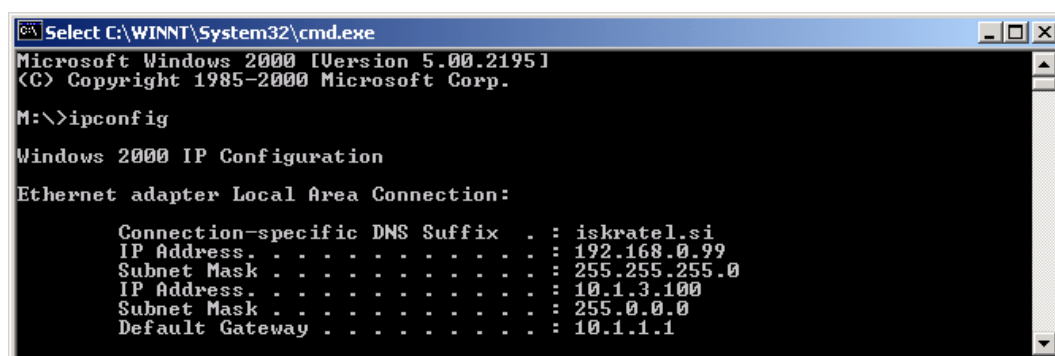 Select C:\WINNT\System32\cmd.exe
Microsoft Windows 2000 [Version 5.00.2195]
(C) Copyright 1985-2000 Microsoft Corp.
M:\>ipconfig
Windows 2000 IP Configuration
Ethernet adapter Local Area Connection:
Connection-specific DNS Suffix . : iskratel.si
IP Address. . . . . . . . . . . . : 192.168.0.99
Subnet Mask . . . . . . . . . . . : 255.255.255.0
IP Address. . . . . . . . . . . . : 10.1.3.100
Subnet Mask . . . . . . . . . . . : 255.0.0.0
Default Gateway . . . . . . . . . : 10.1.1.1